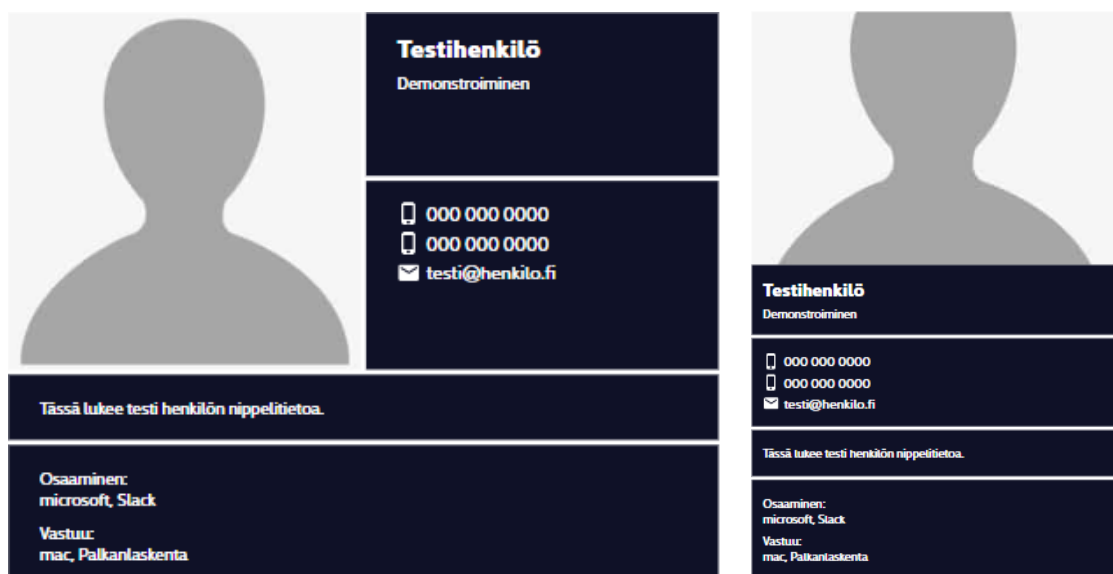 Testihenkilö
Demonstroiminen
000 000 0000
000 000 0000
testi@henkilo.fi
Tässä lukee testi henkilön nippelitietoa.
Osaaminen:
microsoft, Slack
Vastuu:
mac, Palkanlaskenta
Testihenkilö
Demonstroiminen
000 000 0000
000 000 0000
testi@henkilo.fi
Tässä lukee testi henkilön nippelitietoa.
Osaaminen:
microsoft, Slack
Vastuu:
mac, Palkanlaskenta